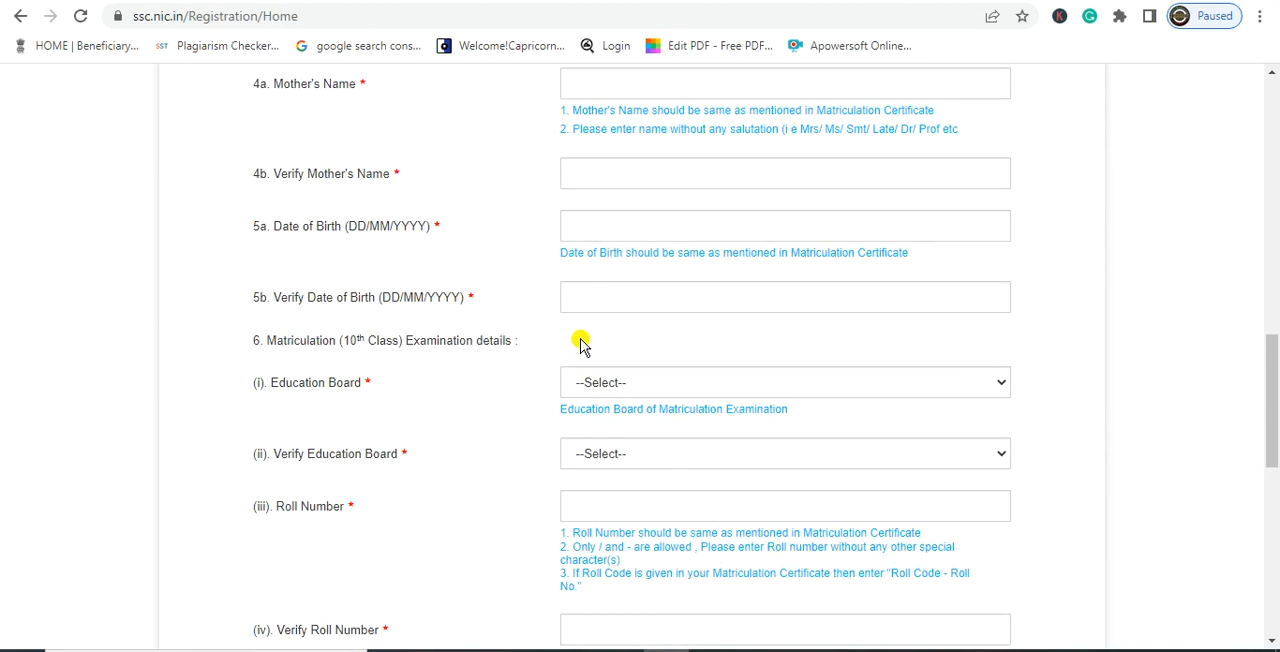 ssc.nic.in/Registration/Home
K
G
Paused
HOME | Beneficiary...
SST Plagiarism Checker...
google search cons...
Welcome!Capricorn...
Login
Edit PDF - Free PDF...
Apowersoft Online...
4a. Mother's Name *
1. Mother's Name should be same as mentioned in Matriculation Certificate
2. Please enter name without any salutation (i e Mrs/ Ms/ Smt/ Late/ Dr/ Prof etc
4b. Verify Mother's Name *
5a. Date of Birth (DD/MM/YYYY) *
Date of Birth should be same as mentioned in Matriculation Certificate
5b. Verify Date of Birth (DD/MM/YYYY) *
6. Matriculation (10th Class) Examination details :
(i). Education Board *
--Select--
Education Board of Matriculation Examination
(ii). Verify Education Board *
--Select--
(iii). Roll Number *
1. Roll Number should be same as mentioned in Matriculation Certificate
2. Only / and - are allowed , Please enter Roll number without any other special
character(s)
3. If Roll Code is given in your Matriculation Certificate then enter "Roll Code - Roll
No."
(iv). Verify Roll Number *